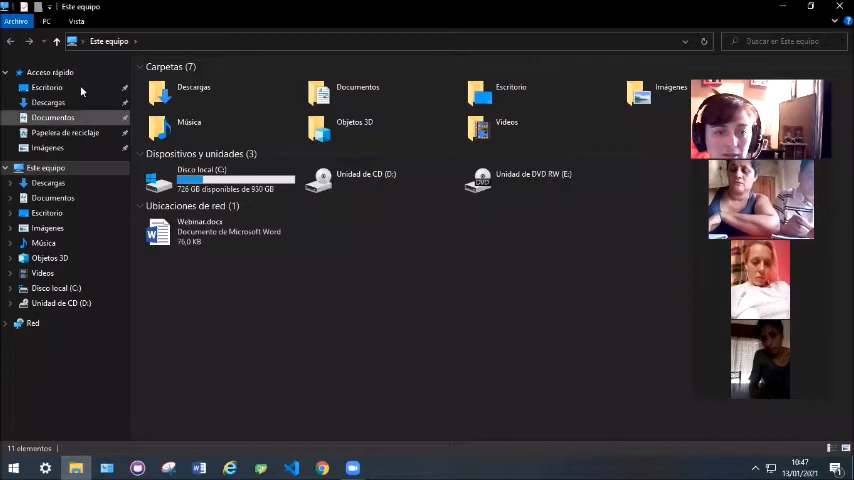 Este equipo
Archivo PC Vista
Este equipo
Buscar en Este equipo
Acceso rápido
Escritorio
Descargas
Documentos
Papelera de reciclaje
Imágenes
Este equipo
Descargas
Documentos
Escritorio
Imágenes
Música
Objetos 3D
Videos
Disco local (C:)
Unidad de CD (D:)
Red
Carpetas (7)
Descargas
Documentos
Escritorio
Imágenes
Música
Objetos 3D
Videos
Dispositivos y unidades (3)
Disco local (C:)
726 GB disponibles de 930 GB
Unidad de CD (D:)
Unidad de DVD RW (E:)
DVD
Ubicaciones de red (1)
Webinar.docx
Documento de Microsoft Word
76,0 KB
11 elementos
10:47
13/01/2021